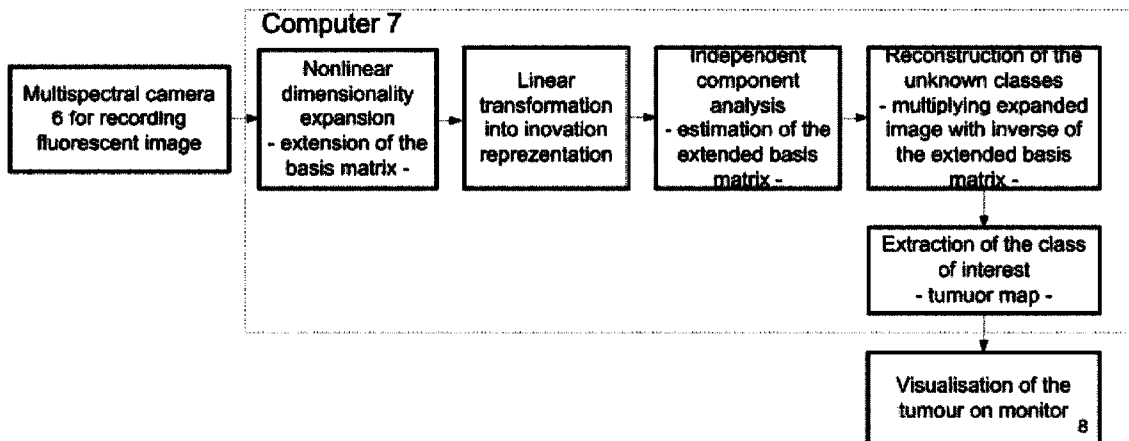 Computer 7
Multispectral camera
6 for recording
fluorescent image
Nonlinear
dimensionality
expansion
- extension of the
basis matrix -
Linear
transformation
into inovation
reprezentation
Independent
component
analysis
- estimation of the
extended basis
matrix -
Reconstruction of the
unknown classes
- multiplying expanded
image with inverse of
the extended basis
matrix -
Extraction of the class
of interest
- tumuor map -
Visualisation of the
tumour on monitor
8